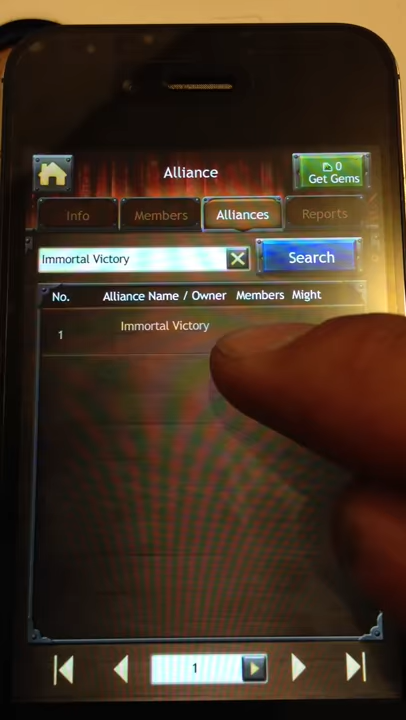 Alliance
0
Get Gems
Info
Members
Alliances
Reports
Immortal Victory
Search
No. Alliance Name / Owner Members Might
1 Immortal Victory
1